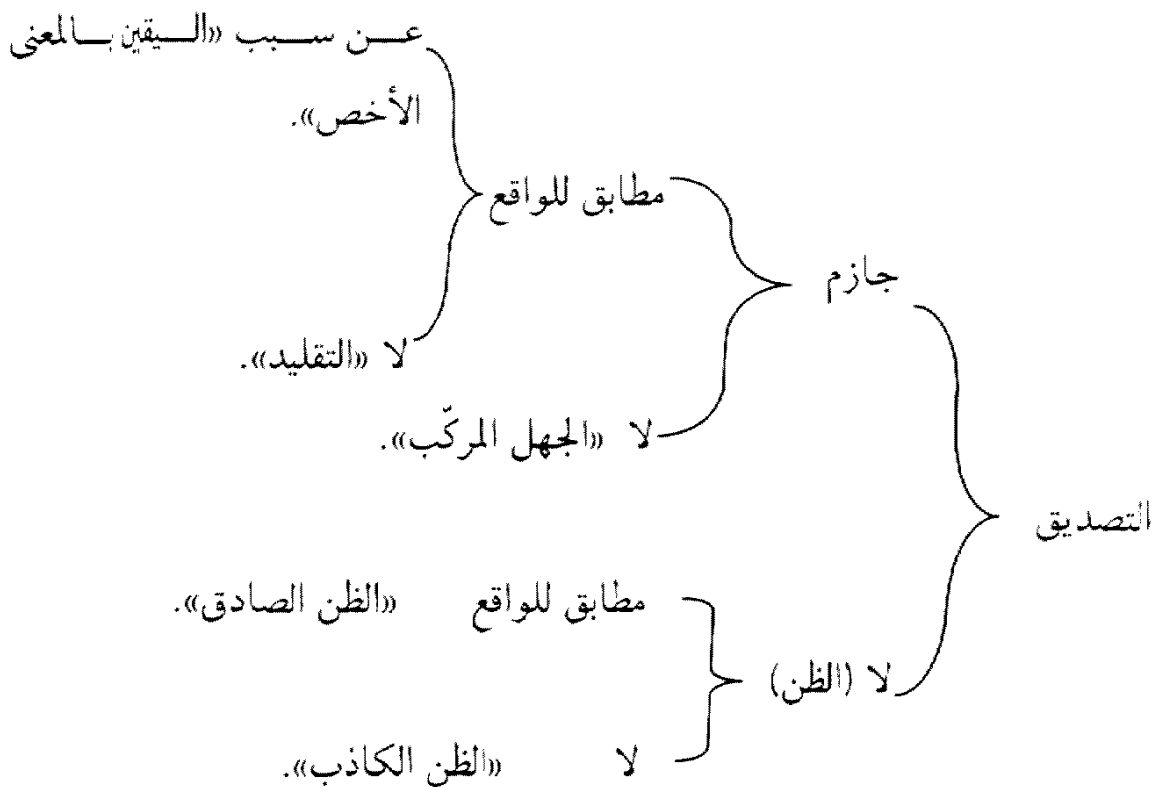 عن سبب «اليقين بالمعنى
الأخص».
مطابق للواقع
جازم
لا «التقليد».
لا «الجهل المركّب».
التصديق
مطابق للواقع «الظن الصادق».
لا (الظن)
لا «الظن الكاذب».